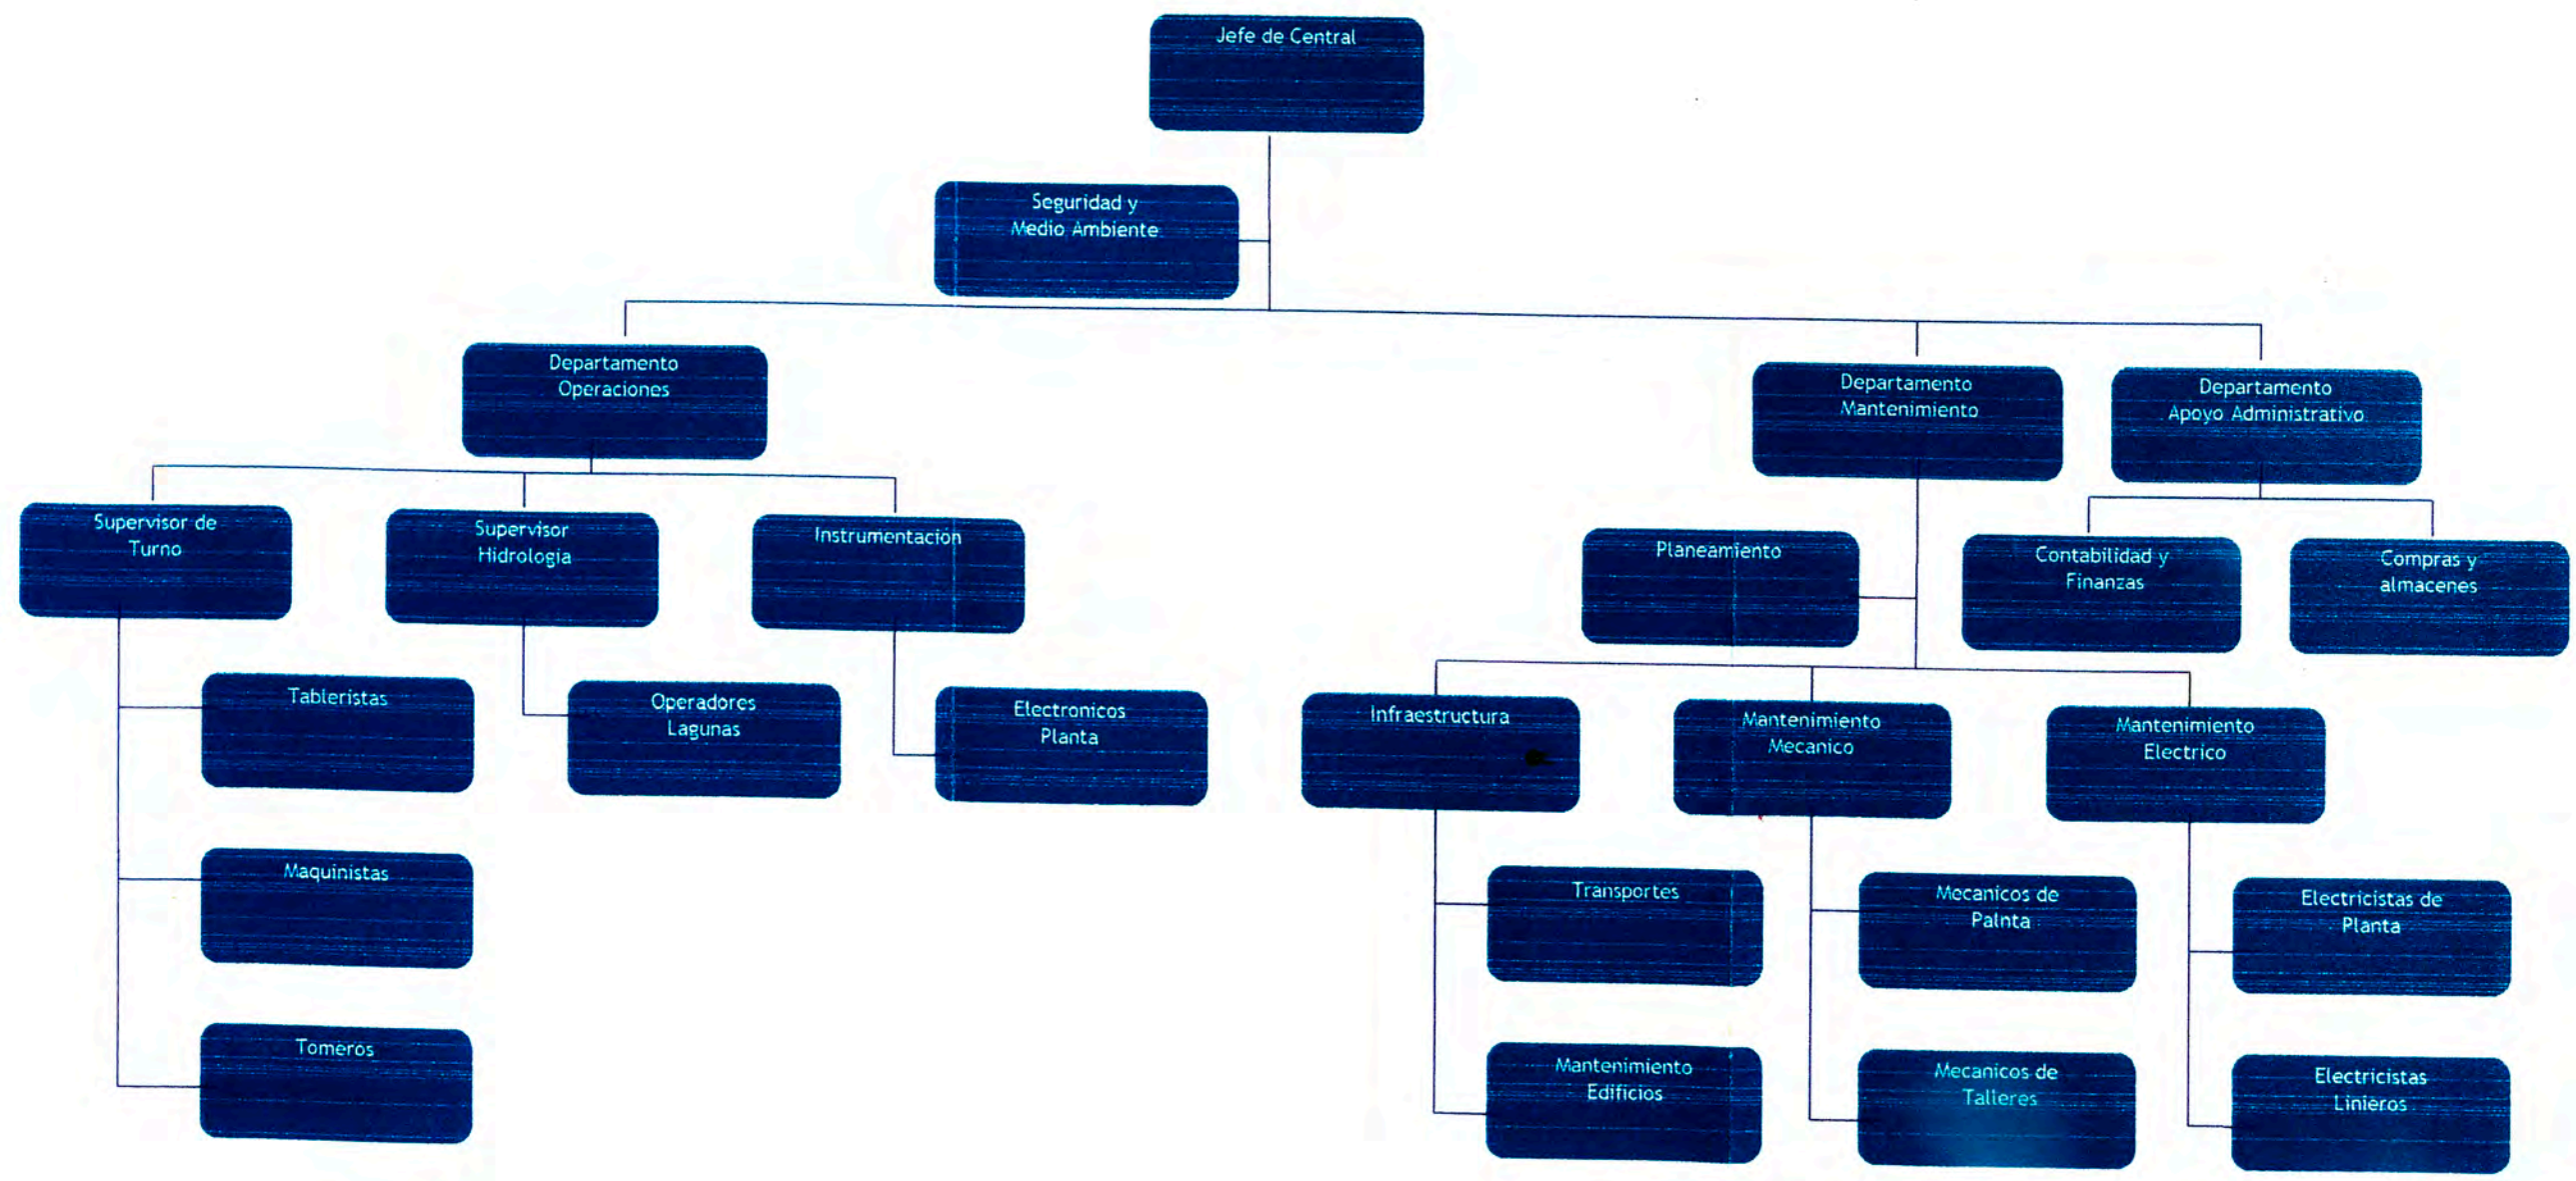 Jefe de Central
Seguridad y
Medio Ambiente
Departamento
Operaciones
Departamento
Mantenimiento
Departamento
Apoyo Administrativo
Supervisor de
Turno
Supervisor
Hidrologia
Instrumentación
Planeamiento
Contabilidad y
Finanzas
Compras y
almacenes
Tableristas
Operadores
Lagunas
Electronicos
Planta
Infraestructura
Mantenimiento
Mecanico
Mantenimiento
Electrico
Maquinistas
Transportes
Mecanicos de
Palnta
Electricistas de
Planta
Tomeros
Mantenimiento
Edificios
Mecanicos de
Talleres
Electricistas
Linieros